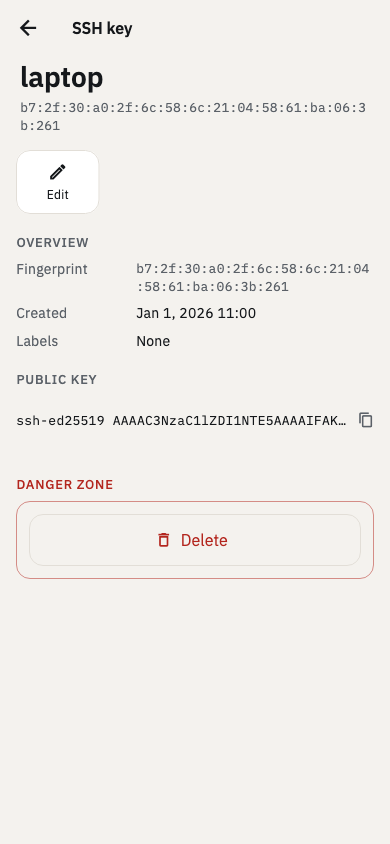 SSH key
laptop
b7:2f:30:a0:2f:6c:58:6c:21:04:58:61:ba:06:3
b:261
Edit
OVERVIEW
Fingerprint
b7:2f:30:a0:2f:6c:58:6c:21:04
:58:61:ba:06:3b:261
Created
Jan 1, 2026 11:00
Labels
None
PUBLIC KEY
ssh-ed25519 AAAAC3NzaC1lZDI1NTE5AAAAIFAK…
DANGER ZONE
Delete